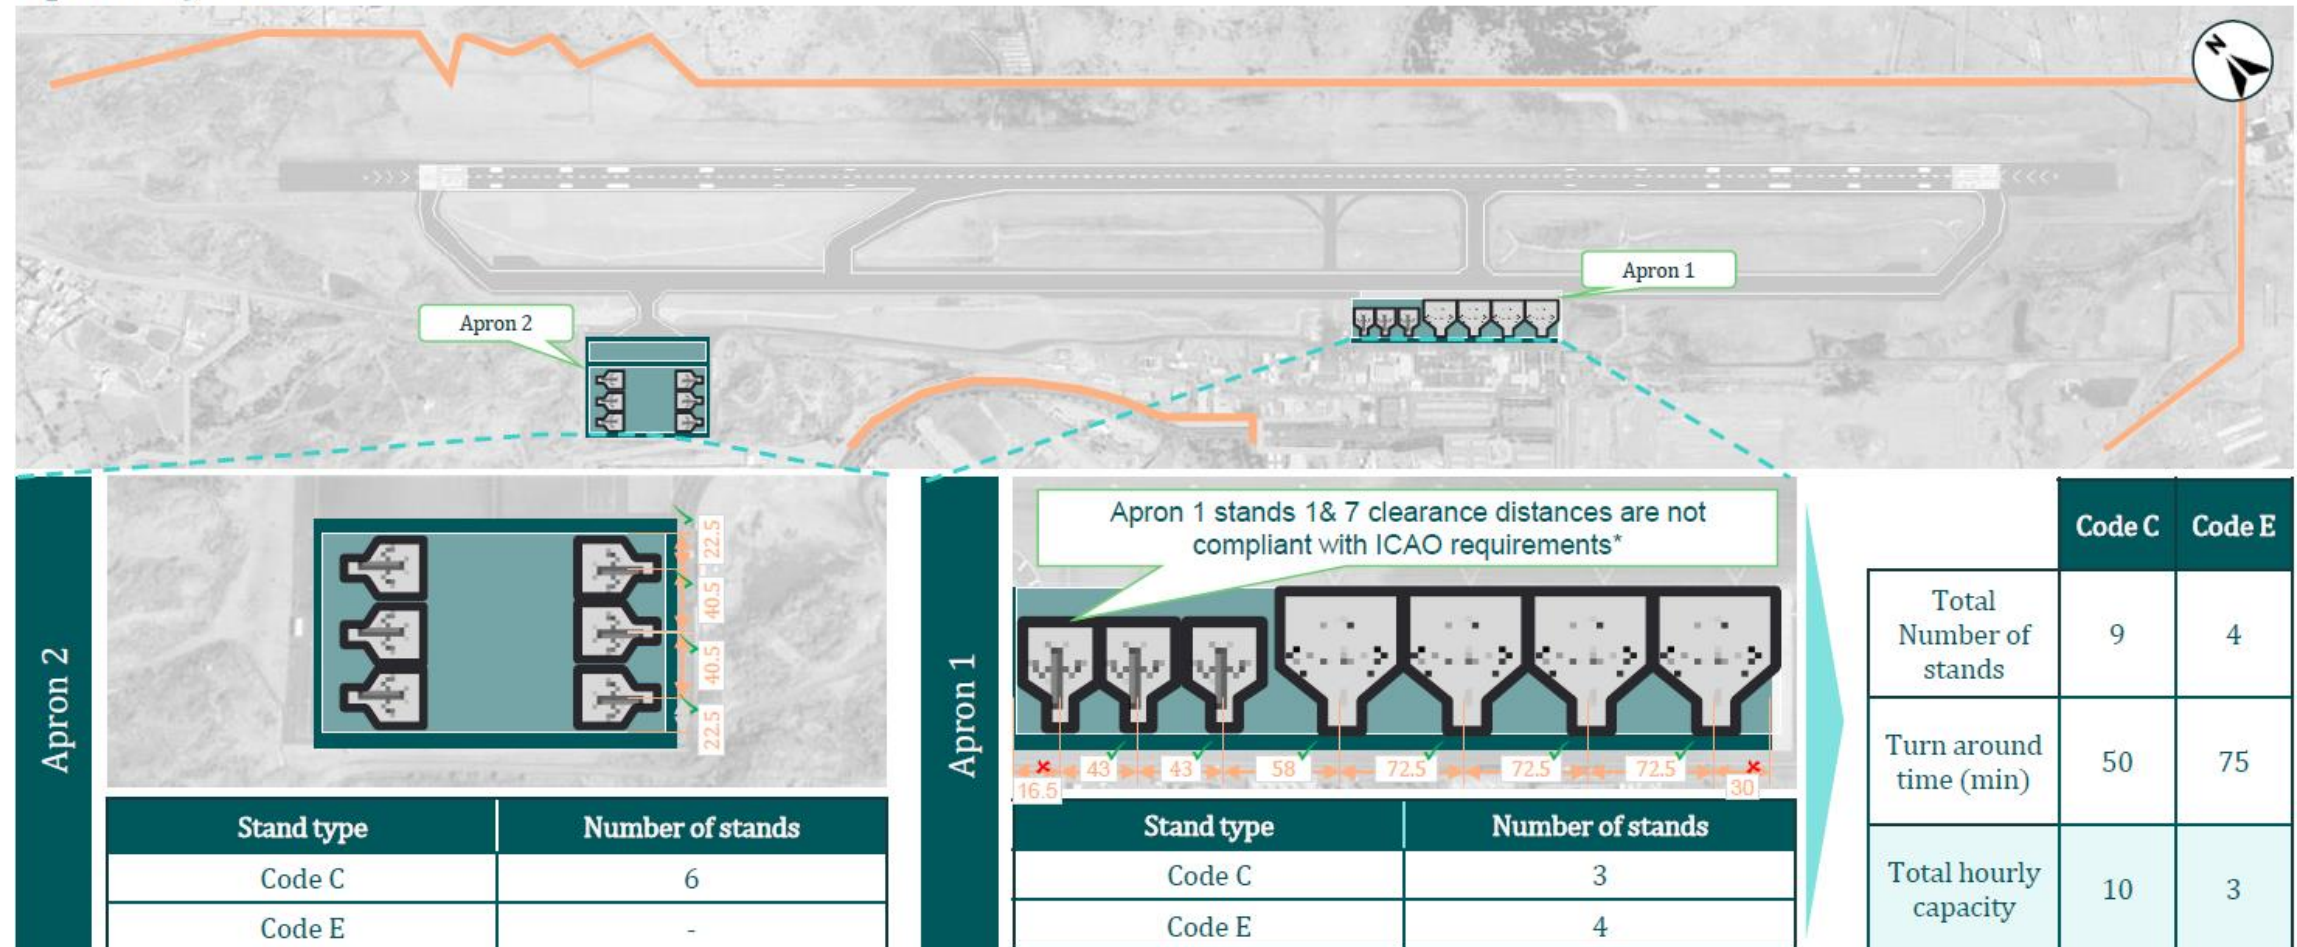 N
Apron 1
Apron 2
Apron 2
22.5
40.5
40.5
22.5
Stand type Number of stands
Code C 6
Code E -
Apron 1
Apron 1 stands 1& 7 clearance distances are not
compliant with ICAO requirements*
16.5 43 43 58 72.5 72.5 72.5 30
Stand type Number of stands
Code C 3
Code E 4
Code C Code E
Total
Number of
stands
9 4
Turn around
time (min)
50 75
Total hourly
capacity
10 3